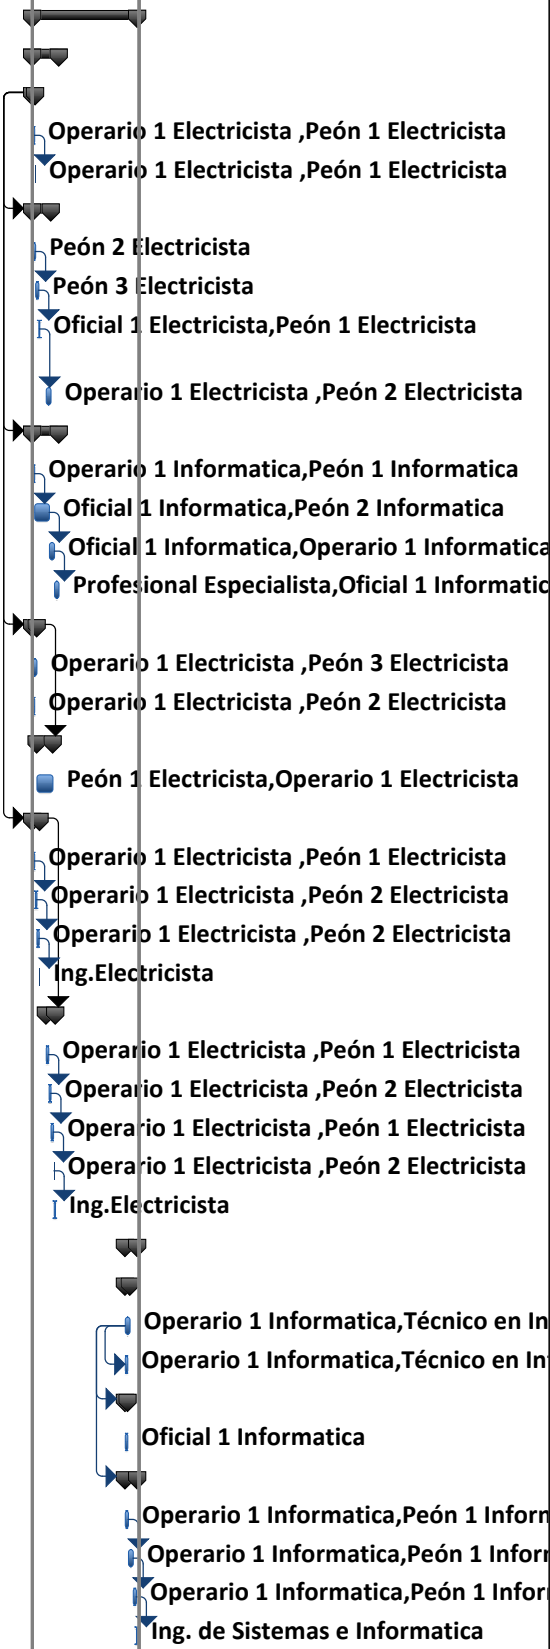 Operario 1 Electricista ,Peón 1 Electricista
Operario 1 Electricista ,Peón 1 Electricista
Peón 2 Electricista
Peón 3 Electricista
Oficial 1 Electricista,Peón 1 Electricista
Operario 1 Electricista ,Peón 2 Electricista
Operario 1 Informatica,Peón 1 Informatica
Oficial 1 Informatica,Peón 2 Informatica
Oficial 1 Informatica,Operario 1 Informatica
Profesional Especialista,Oficial 1 Informatic
Operario 1 Electricista ,Peón 3 Electricista
Operario 1 Electricista ,Peón 2 Electricista
Peón 1 Electricista,Operario 1 Electricista
Operario 1 Electricista ,Peón 1 Electricista
Operario 1 Electricista ,Peón 2 Electricista
Operario 1 Electricista ,Peón 2 Electricista
Ing.Electricista
Operario 1 Electricista ,Peón 1 Electricista
Operario 1 Electricista ,Peón 2 Electricista
Operario 1 Electricista ,Peón 1 Electricista
Operario 1 Electricista ,Peón 2 Electricista
Ing.Electricista
Operario 1 Informatica,Técnico en In
Operario 1 Informatica,Técnico en In
Oficial 1 Informatica
Operario 1 Informatica,Peón 1 Inforn
Operario 1 Informatica,Peón 1 Infor
Operario 1 Informatica,Peón 1 Infor
Ing. de Sistemas e Informatica